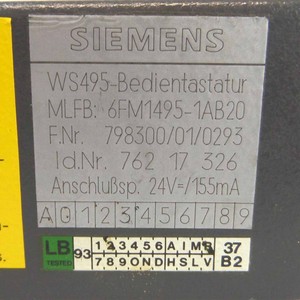 SIEMENS
WS495-Bedientastatur
MLFB: 6FM1495-1AB20
F.Nr. 798300/01/0293
Id.Nr. 762 17 326
Anschlußsp. 24V=/155mA
A 0 1 2 3 4 5 6 7 8 9
LB 93 1 2 3 4 5 6 A I M B 37
TESTED 7 8 9 O N D H S L V B2
s.